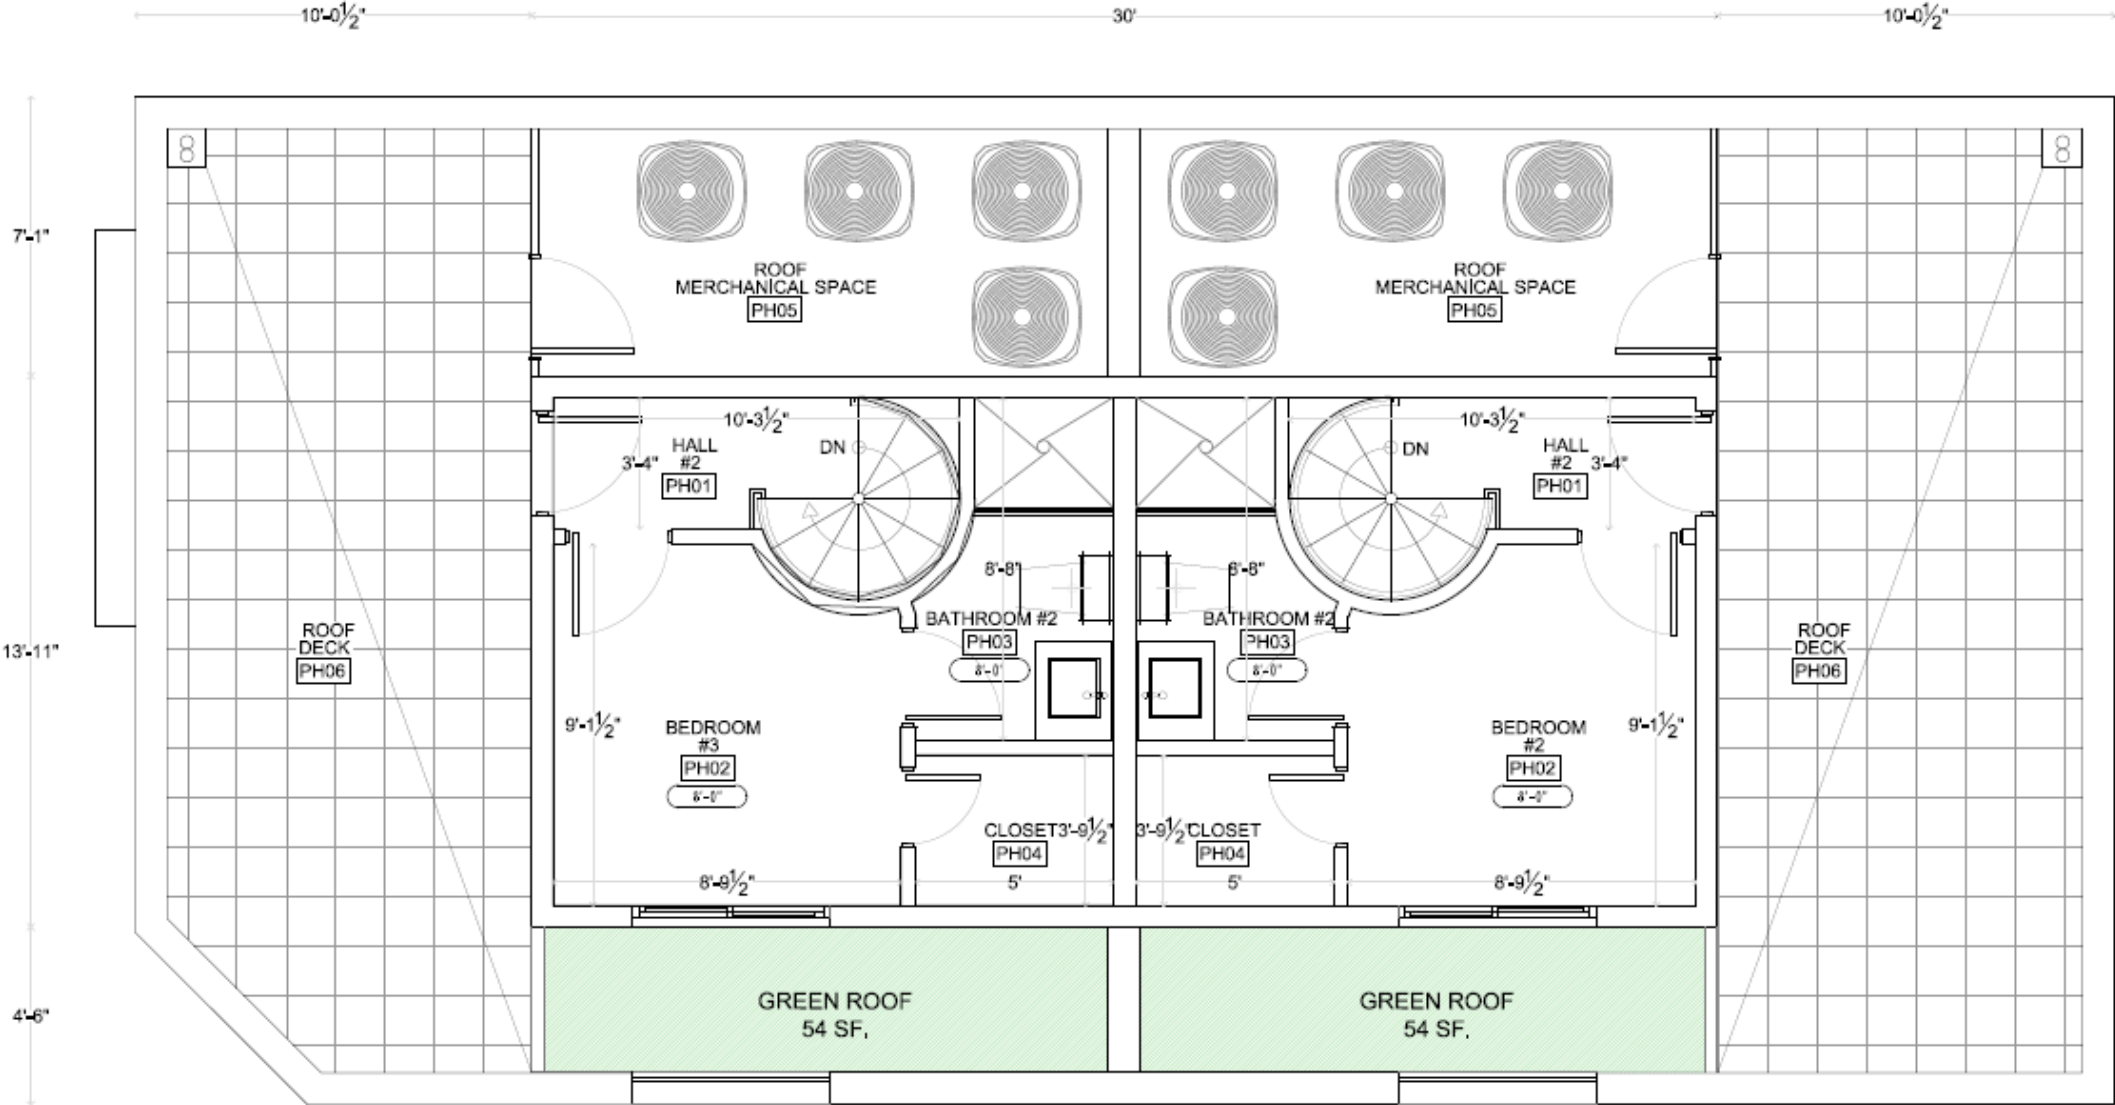 10'-0½"
30'
10'-0½"
7'-1"
13'-11"
4'-6"
8
8
ROOF
MERCHANICAL SPACE
PH05
ROOF
MERCHANICAL SPACE
PH05
10'-3½"
DN
HALL
#2
PH01
3'-4"
10'-3½"
DN
HALL
#2
PH01
3'-4"
8'-8"
BATHROOM #2
PH03
8'-0"
8'-8"
BATHROOM #2
PH03
8'-0"
ROOF
DECK
PH06
ROOF
DECK
PH06
9'-1½"
BEDROOM
#3
PH02
8'-0"
BEDROOM
#2
PH02
8'-0"
9'-1½"
CLOSET
PH04
3'-9½"
3'-9½"
CLOSET
PH04
8'-9½"
5'
5'
8'-9½"
GREEN ROOF
54 SF.
GREEN ROOF
54 SF.